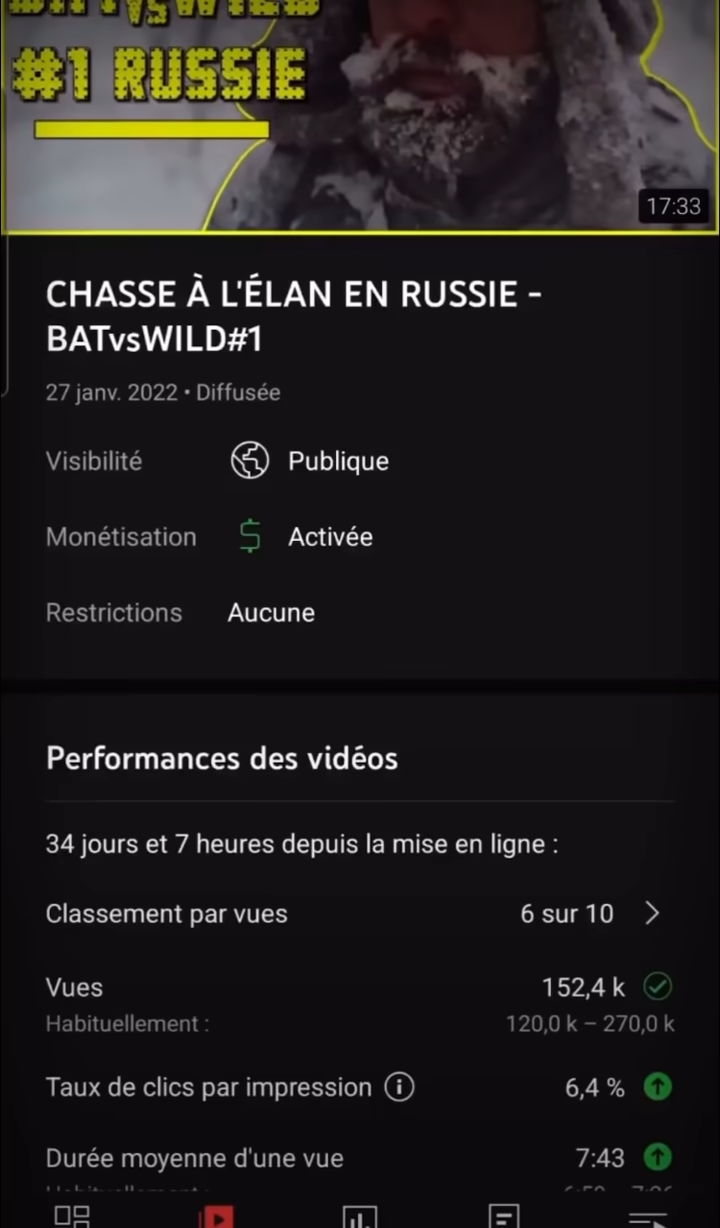 #1 RUSSIE
17:33
CHASSE À L'ÉLAN EN RUSSIE -
BATvsWILD#1
27 janv. 2022 • Diffusée
Visibilité Publique
Monétisation Activée
Restrictions Aucune
Performances des vidéos
34 jours et 7 heures depuis la mise en ligne :
Classement par vues 6 sur 10
Vues 152,4 k
Habituellement : 120,0 k – 270,0 k
Taux de clics par impression 6,4 %
Durée moyenne d'une vue 7:43